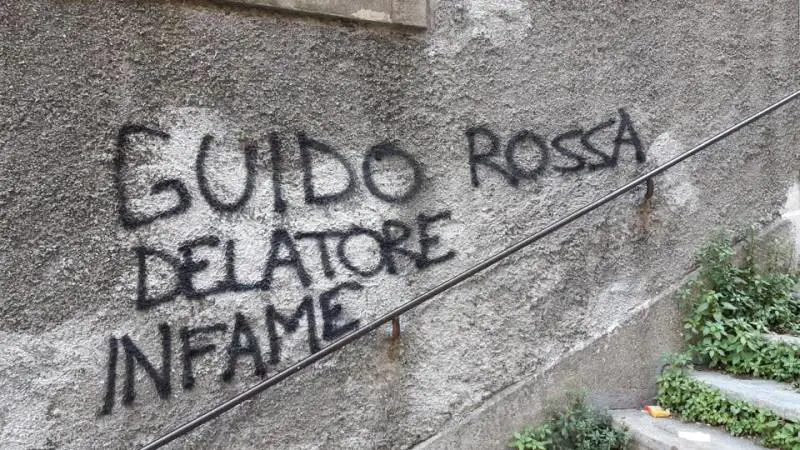 GUIDO ROSSA
DELATORE
INFAME